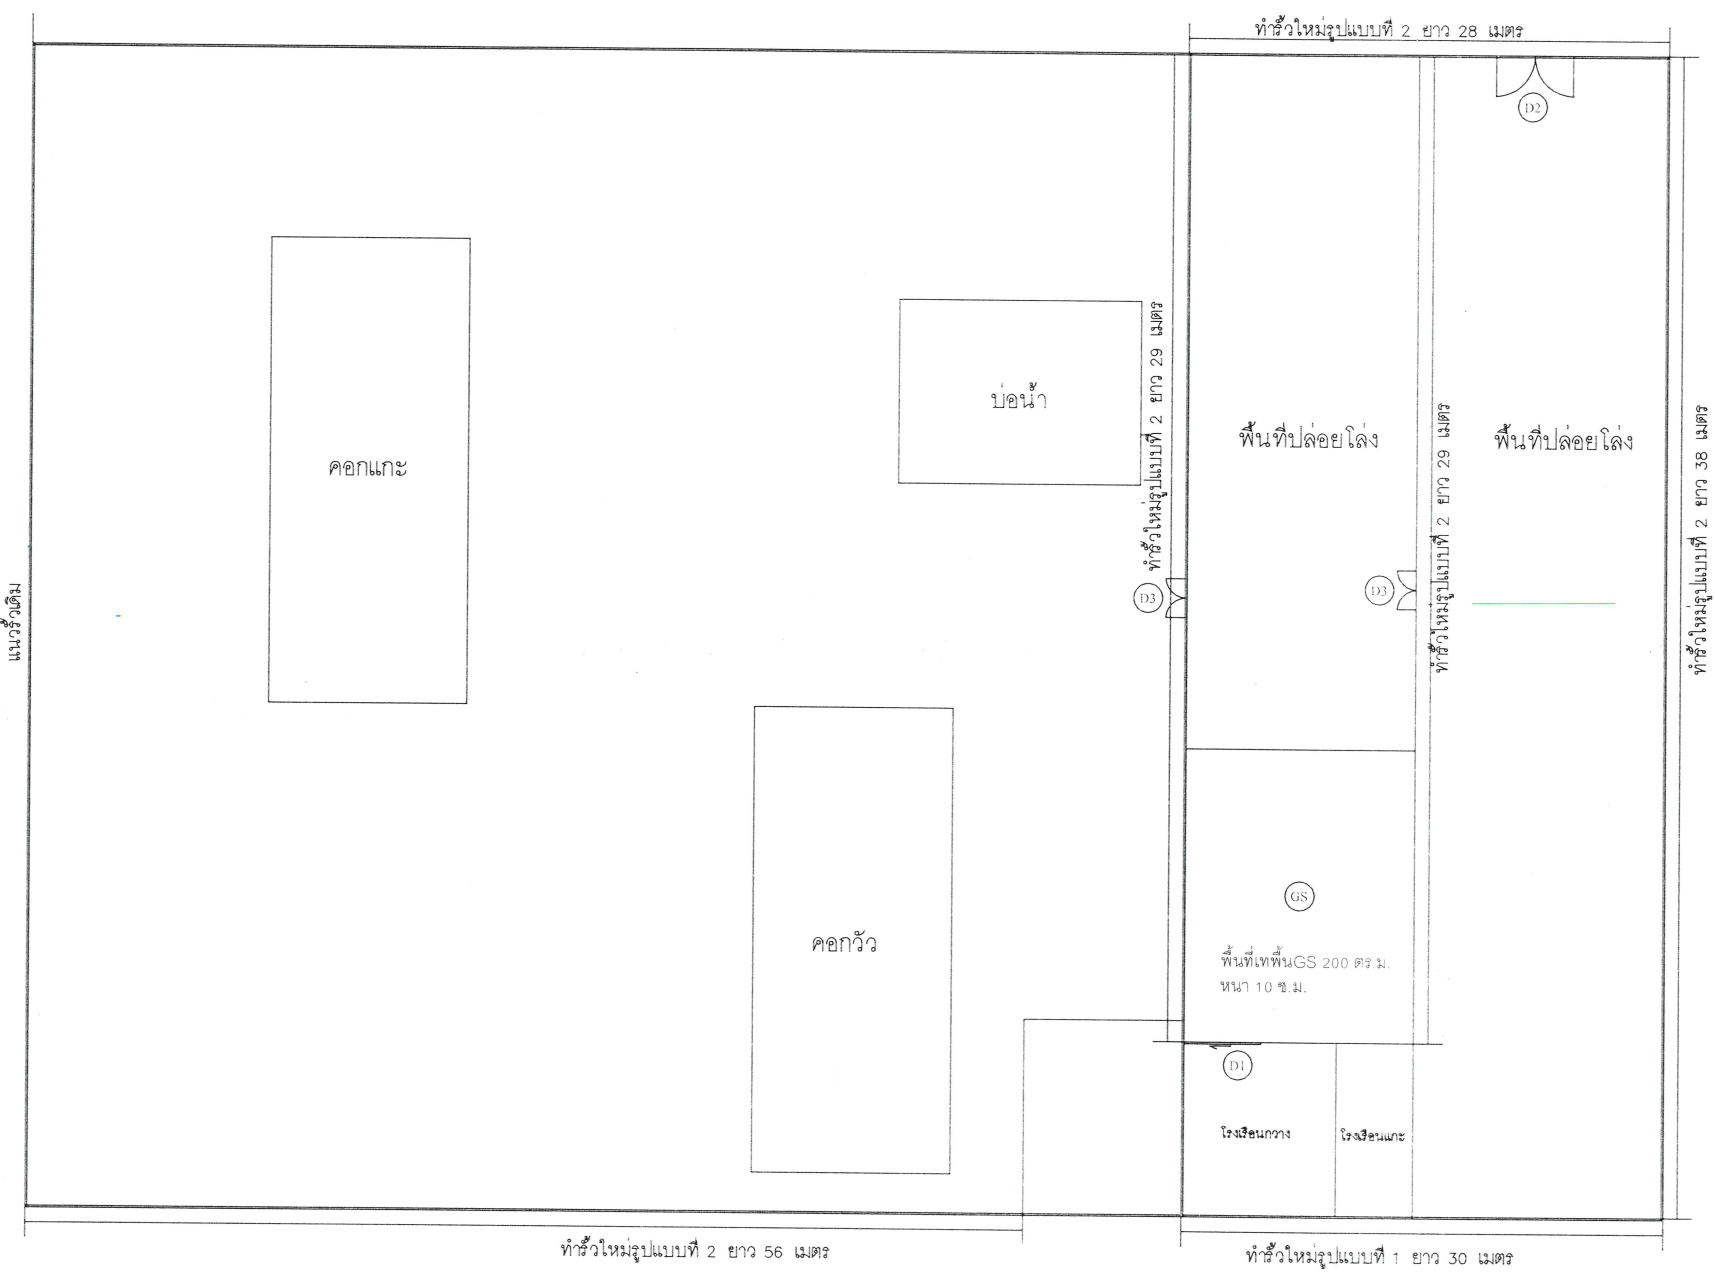 ทำรั้วใหม่รูปแบบที่ 2 ยาว 28 เมตร
D2
บ่อน้ำ
ทำรั้วใหม่รูปแบบที่ 2 ยาว 29 เมตร
พื้นที่ปล่อยโล่ง
ทำรั้วใหม่รูปแบบที่ 2 ยาว 29 เมตร
พื้นที่ปล่อยโล่ง
ทำรั้วใหม่รูปแบบที่ 2 ยาว 38 เมตร
คอกแกะ
แนวรั้วเดิม
D3
D3
GS
คอกวัว
พื้นที่เทพื้นGS 200 ตร.ม.
หนา 10 ซ.ม.
D1
โรงเรือนกวาง
โรงเรือนแกะ
ทำรั้วใหม่รูปแบบที่ 2 ยาว 56 เมตร
ทำรั้วใหม่รูปแบบที่ 1 ยาว 30 เมตร